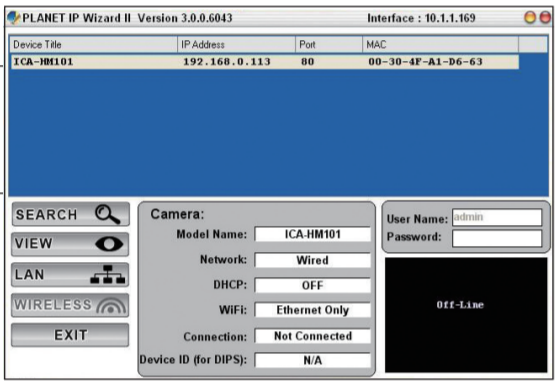 PLANET IP Wizard II Version 3.0.0.6043 Interface : 10.1.1.169
Device Title IP Address Port MAC
ICA-HM101 192.168.0.113 80 00-30-4F-A1-D6-63
SEARCH
VIEW
LAN
WIRELESS
EXIT
Camera:
Model Name: ICA-HM101
Network: Wired
DHCP: OFF
WiFi: Ethernet Only
Connection: Not Connected
Device ID (for DIPS): N/A
User Name: admin
Password:
Off-Line